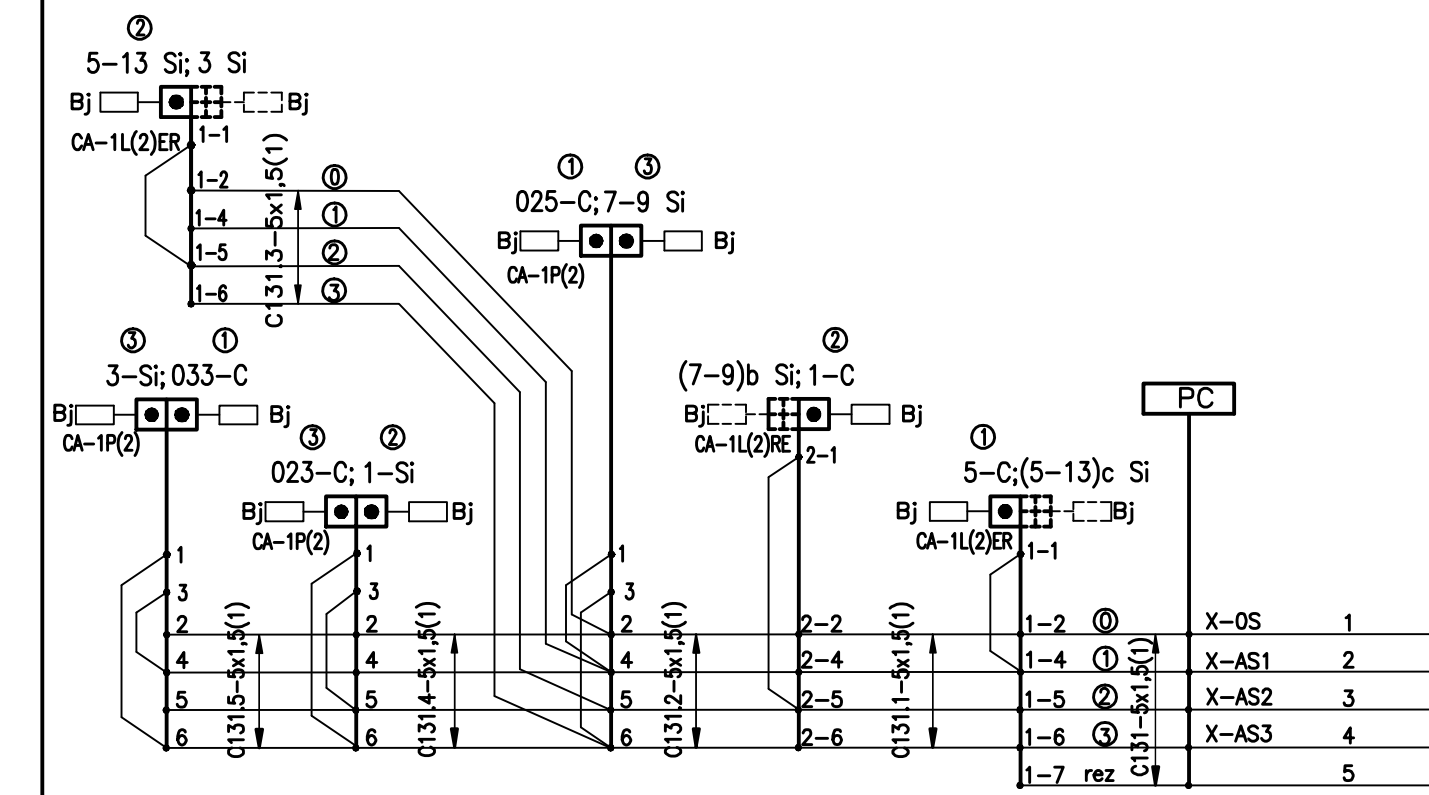 ②
5-13 Si; 3 Si
Bj Bj
CA-1L(2)ER
1-1
1-2 ⓪
1-4 ①
1-5 ②
1-6 ③
C131.3-5x1,5(1)
① ③
025-C; 7-9 Si
Bj Bj
CA-1P(2)
③ ①
3-Si; 033-C
Bj Bj
CA-1P(2)
③ ②
023-C; 1-Si
Bj Bj
CA-1P(2)
②
(7-9)b Si; 1-C
Bj Bj
CA-1L(2)RE
2-1
①
5-C;(5-13)c Si
Bj Bj
CA-1L(2)ER
1-1
PC
1 1 1
3 3 3
2 2 2 2-2 1-2 ⓪ X-0S 1
4 4 4 2-4 1-4 ① X-AS1 2
5 5 5 2-5 1-5 ② X-AS2 3
6 6 6 2-6 1-6 ③ X-AS3 4
1-7 rez 5
C131.5-5x1,5(1)
C131.4-5x1,5(1)
C131.2-5x1,5(1)
C131.1-5x1,5(1)
C131-5x1,5(1)